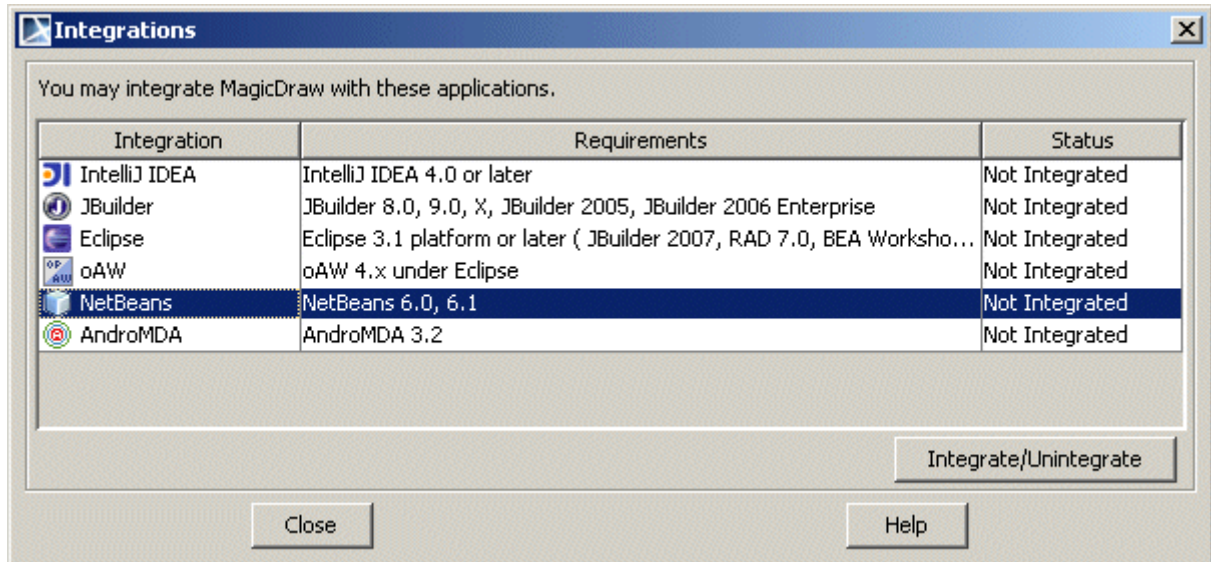 Integrations
You may integrate MagicDraw with these applications.
Integration Requirements Status
IntelliJ IDEA IntelliJ IDEA 4.0 or later Not Integrated
JBuilder JBuilder 8.0, 9.0, X, JBuilder 2005, JBuilder 2006 Enterprise Not Integrated
Eclipse Eclipse 3.1 platform or later ( JBuilder 2007, RAD 7.0, BEA Worksho... Not Integrated
oAW oAW 4.x under Eclipse Not Integrated
NetBeans NetBeans 6.0, 6.1 Not Integrated
AndroMDA AndroMDA 3.2 Not Integrated
Integrate/Unintegrate
Close Help